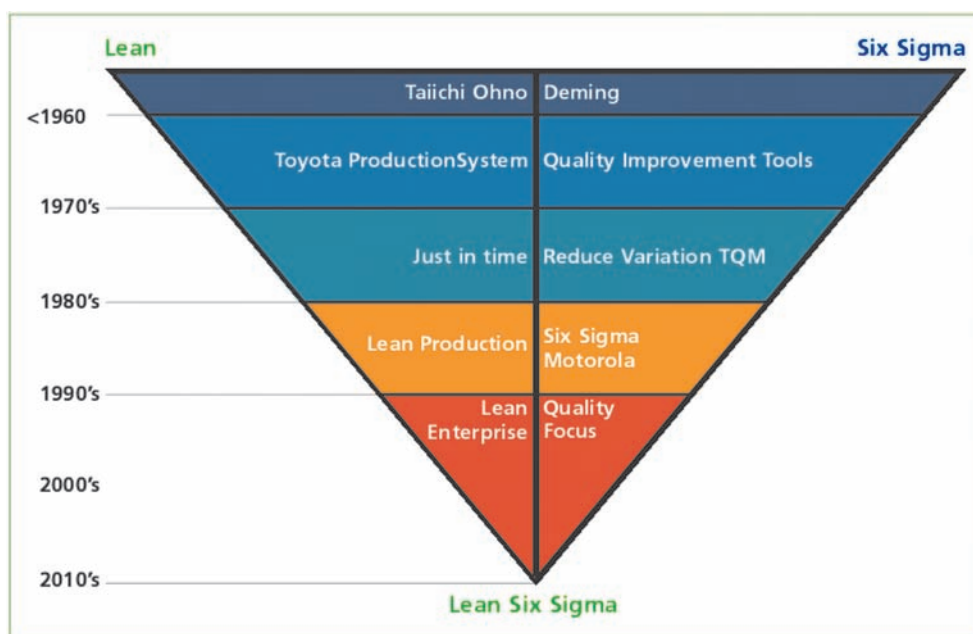 Lean Six Sigma
Taiichi Ohno Deming
<1960
Toyota ProductionSystem Quality Improvement Tools
1970's
Just in time Reduce Variation TQM
1980's
Lean Production
Six Sigma
Motorola
1990's
Lean
Enterprise
Quality
Focus
2000's
2010's
Lean Six Sigma